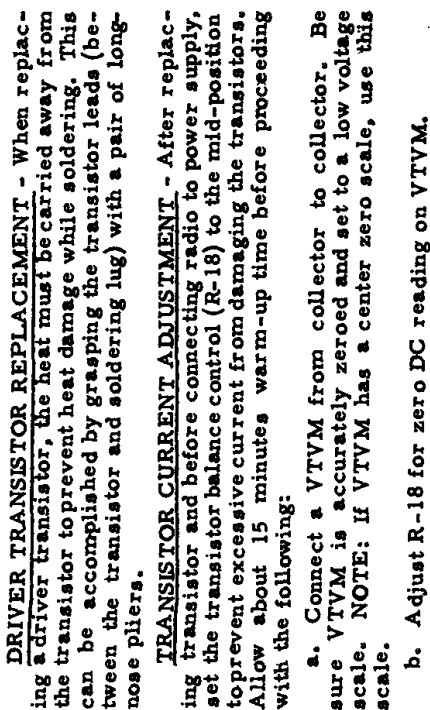 DRIVER TRANSISTOR REPLACEMENT - When replac-
ing a driver transistor, the heat must be carried away from
the transistor to prevent heat damage while soldering. This
can be accomplished by grasping the transistor leads (be-
tween the transistor and soldering lug) with a pair of long-
nose pliers.
TRANSISTOR CURRENT ADJUSTMENT - After replac-
ing transistor and before connecting radio to power supply,
set the transistor balance control (R-18) to the mid-position
to prevent excessive current from damaging the transistors.
Allow about 15 minutes warm-up time before proceeding
with the following:
a. Connect a VTVM from collector to collector. Be
sure VTVM is accurately zeroed and set to a low voltage
scale. NOTE: If VTVM has a center zero scale, use this
scale.
b. Adjust R-18 for zero DC reading on VTVM.